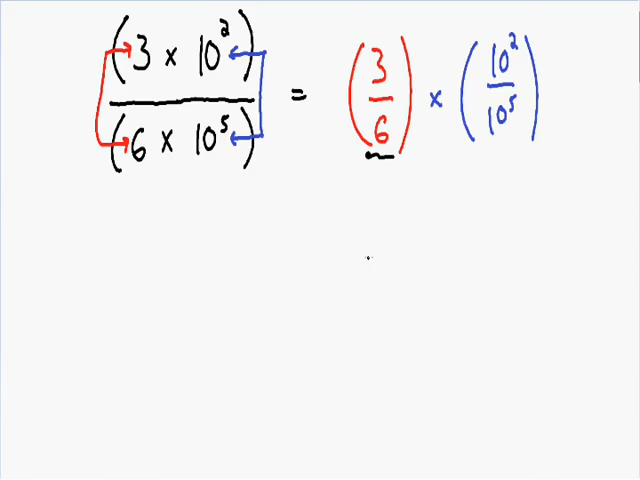 (3 × 10²) / (6 × 10⁵) = (3/6) × (10²/10⁵)